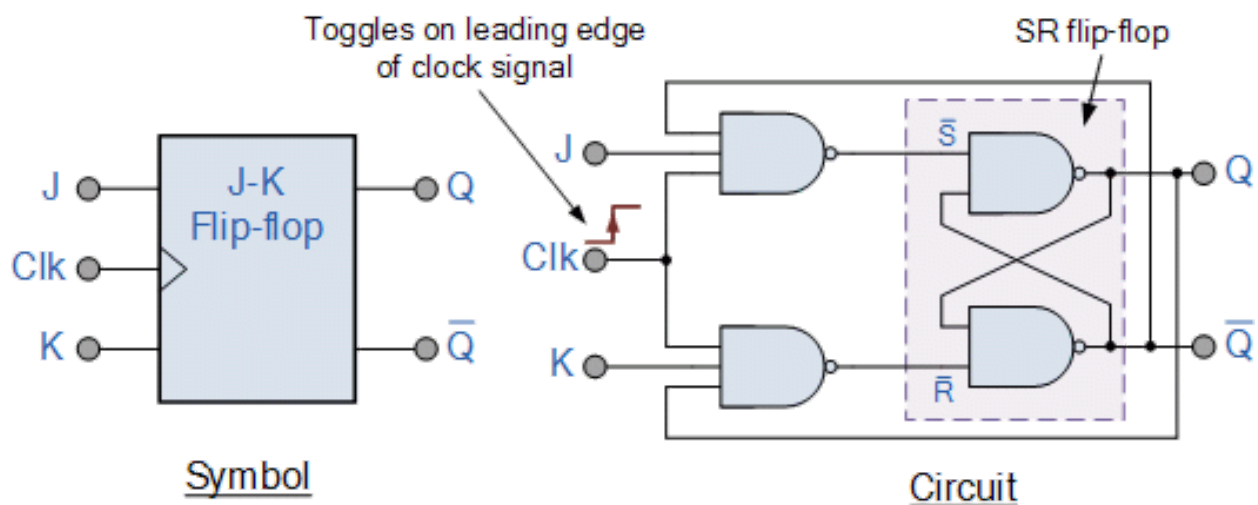 Toggles on leading edge
of clock signal
SR flip-flop
J-K
Flip-flop
J
Clk
K
Q
Q̅
Symbol
J
Clk
K
S̅
R̅
Q
Q̅
Circuit